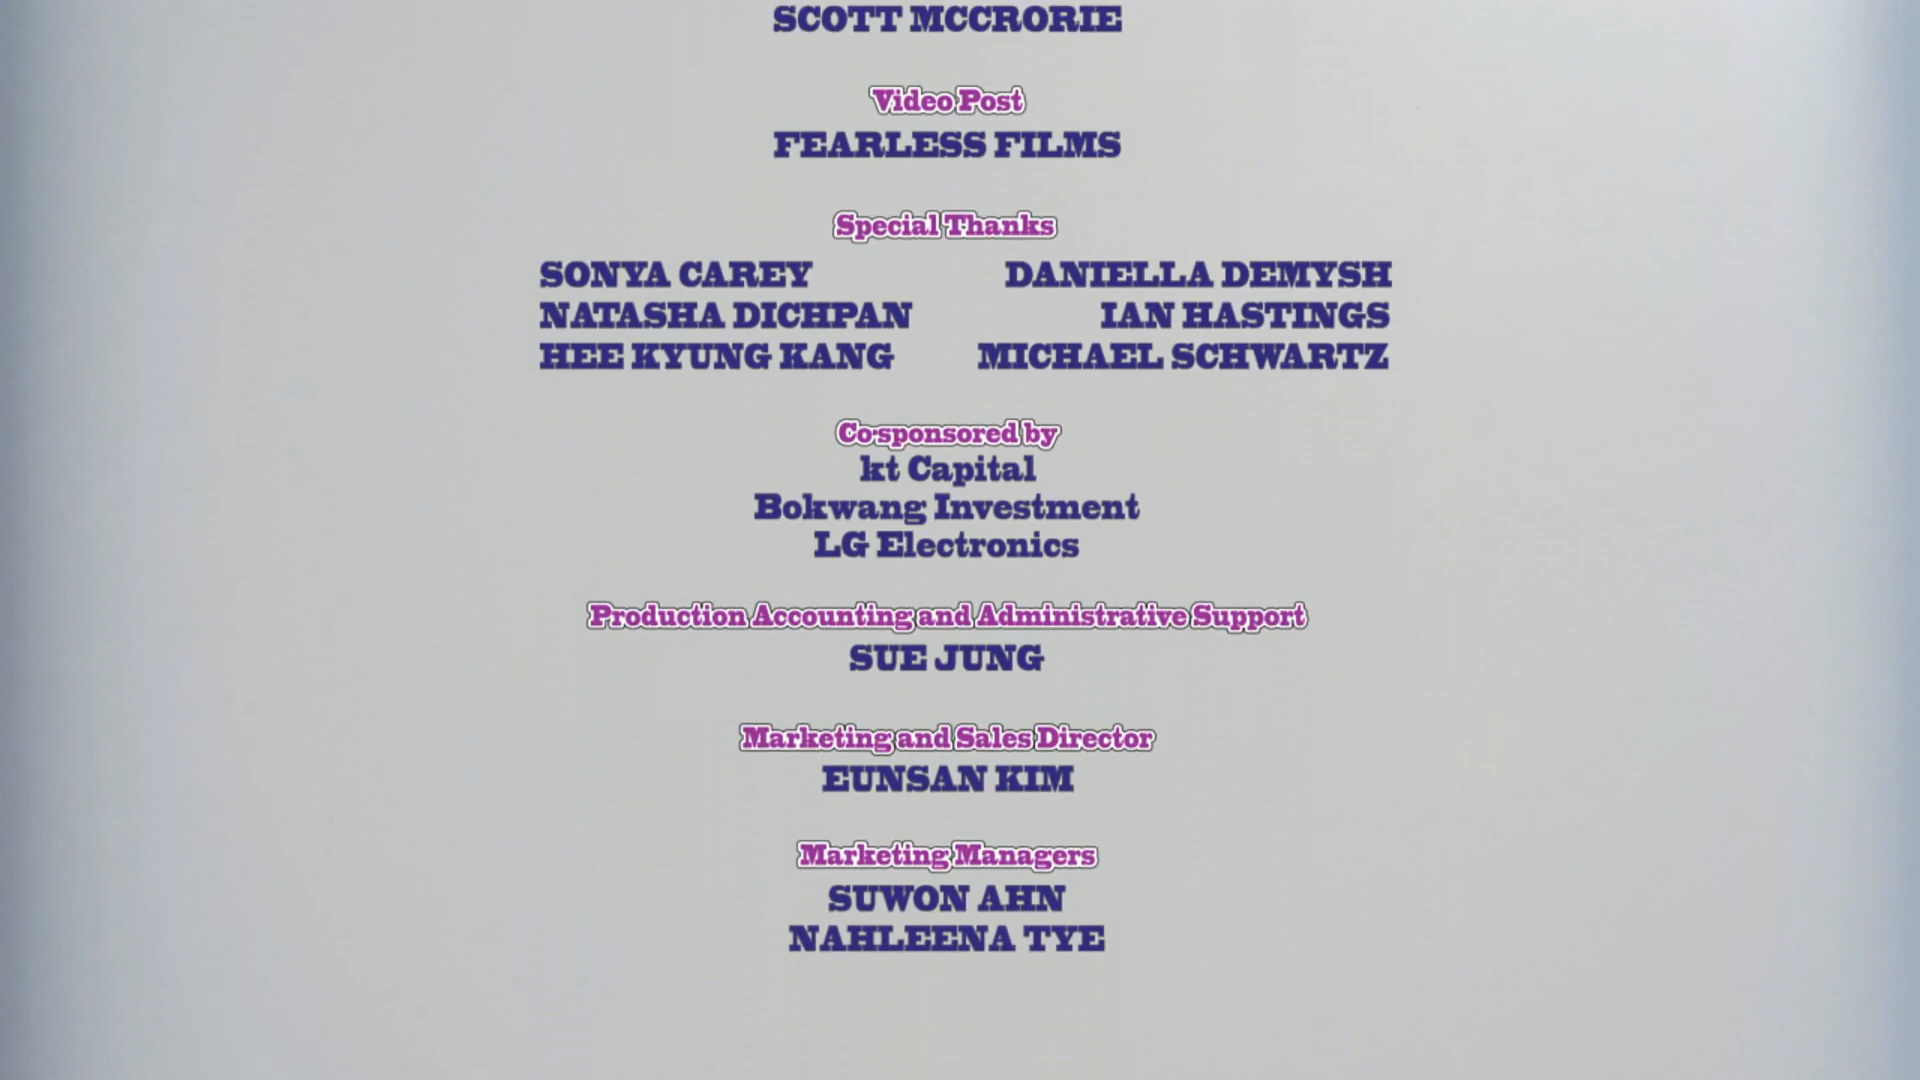 SCOTT MCCRORIE
Video Post
FEARLESS FILMS
Special Thanks
SONYA CAREY DANIELLA DEMYSH
NATASHA DICHPAN IAN HASTINGS
HEE KYUNG KANG MICHAEL SCHWARTZ
Co-sponsored by
kt Capital
Bokwang Investment
LG Electronics
Production Accounting and Administrative Support
SUE JUNG
Marketing and Sales Director
EUNSAN KIM
Marketing Managers
SUWON AHN
NAHLEENA TYE